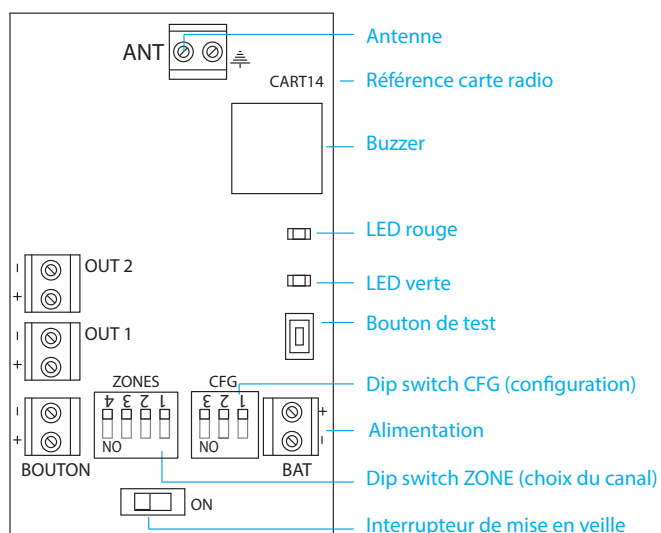 ANT
Antenne
CART14
Référence carte radio
Buzzer
LED rouge
- OUT 2
+
LED verte
Bouton de test
- OUT 1
+
ZONES CFG
Dip switch CFG (configuration)
4 3 2 1 3 2 1
- +
Alimentation
+ -
NO NO
BOUTON BAT
Dip switch ZONE (choix du canal)
ON
Interrupteur de mise en veille